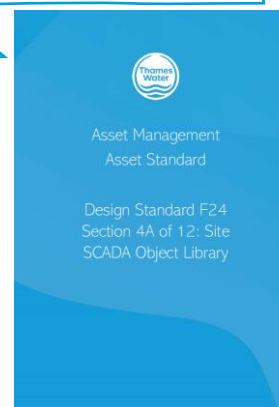 Thames
Water
Asset Management
Asset Standard
Design Standard F24
Section 4A of 12: Site
SCADA Object Library